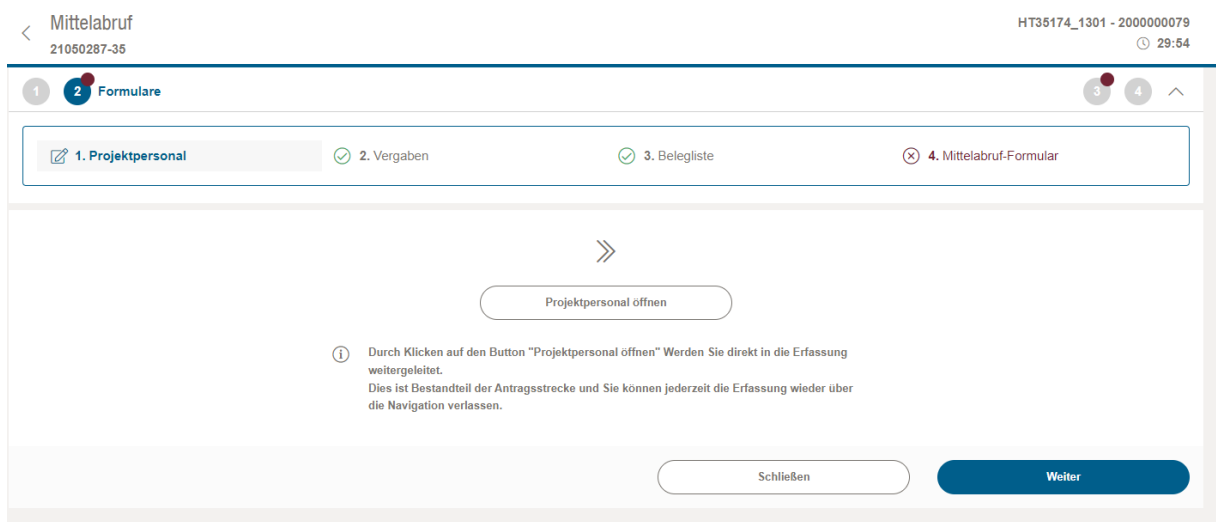 Mittelabruf
21050287-35
HT35174_1301 - 2000000079
29:54
1 2 Formulare 3 4
1. Projektpersonal 2. Vergaben 3. Belegliste 4. Mittelabruf-Formular
Projektpersonal öffnen
Durch Klicken auf den Button "Projektpersonal öffnen" Werden Sie direkt in die Erfassung
weitergeleitet.
Dies ist Bestandteil der Antragsstrecke und Sie können jederzeit die Erfassung wieder über
die Navigation verlassen.
Schließen Weiter